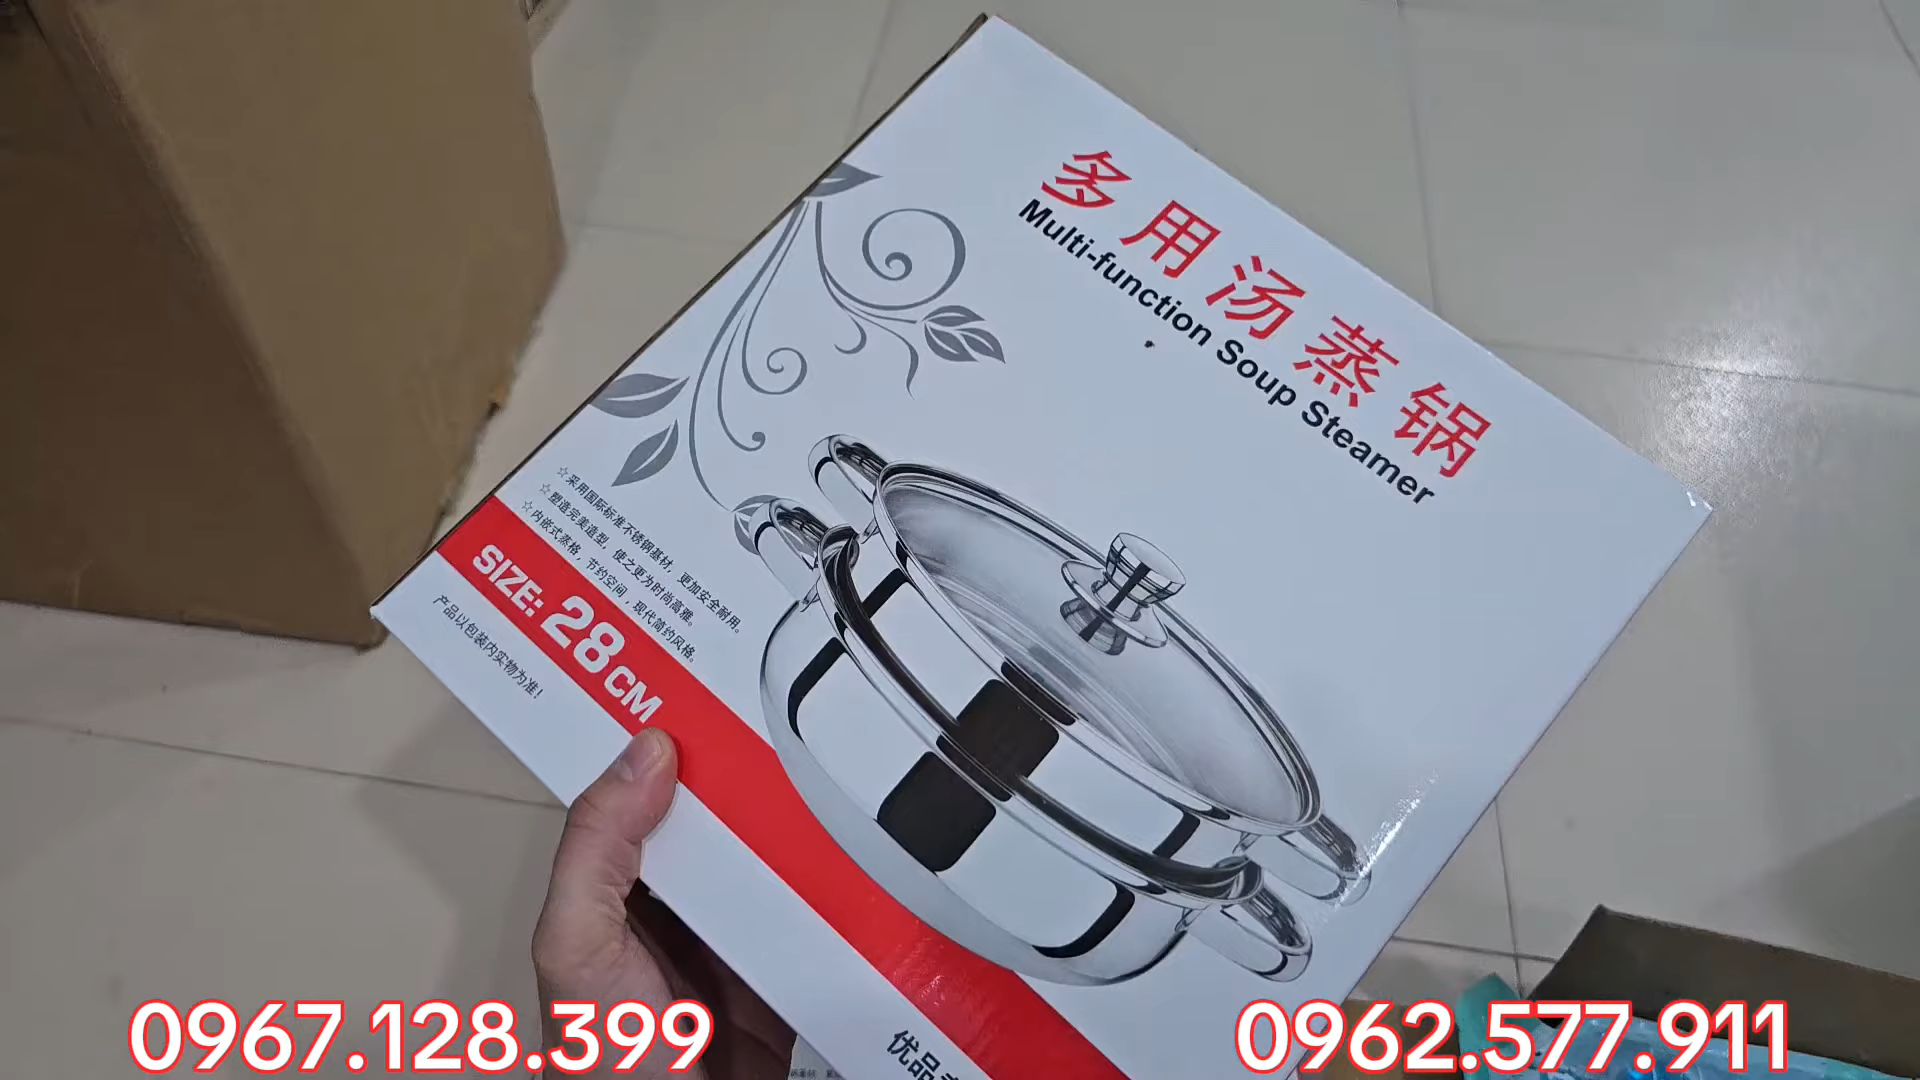 多用汤蒸锅
Multi-function Soup Steamer
☆采用国际标准不锈钢基材，更加安全耐用。
☆塑造完美造型，使之更为时尚高雅。
☆内嵌式蒸格，节约空间，现代简约风格。
SIZE: 28CM
产品以包装内实物为准！
优品
0967.128.399
0962.577.911